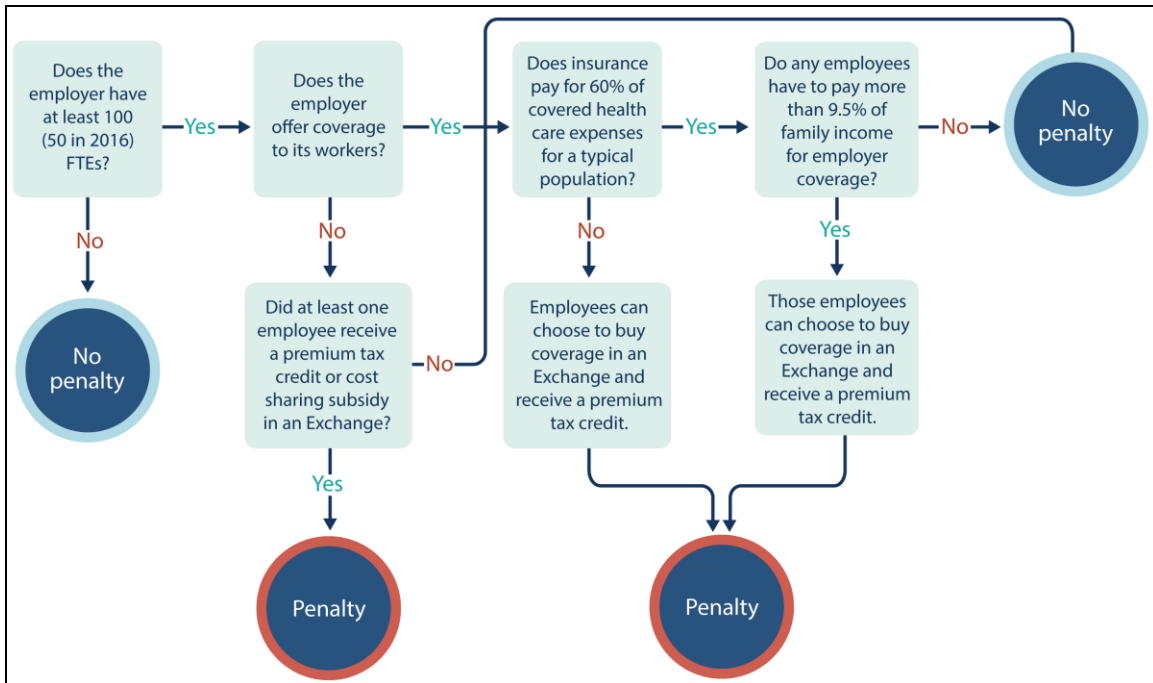 Does the
employer have
at least 100
(50 in 2016)
FTEs?
Yes
Does the
employer
offer coverage
to its workers?
Yes
Does insurance
pay for 60% of
covered health
care expenses
for a typical
population?
Yes
Do any employees
have to pay more
than 9.5% of
family income
for employer
coverage?
No
No
penalty
No
No
No
Yes
No
penalty
Did at least one
employee receive
a premium tax
credit or cost
sharing subsidy
in an Exchange?
No
Employees can
choose to buy
coverage in an
Exchange and
receive a premium
tax credit.
Those employees
can choose to buy
coverage in an
Exchange and
receive a premium
tax credit.
Yes
Penalty
Penalty